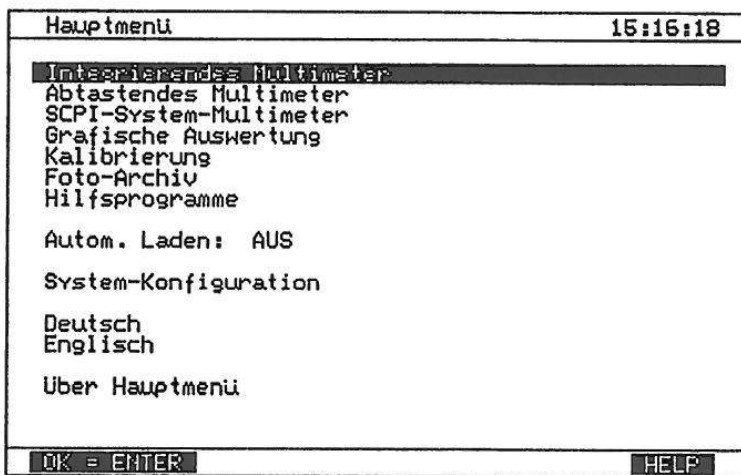 Hauptmenü 15:15:18
Integrierendes Multimeter
Abtastendes Multimeter
SCPI-System-Multimeter
Grafische Auswertung
Kalibrierung
Foto-Archiv
Hilfsprogramme
Autom. Laden: AUS
System-Konfiguration
Deutsch
Englisch
Über Hauptmenü
OK = ENTER HELP